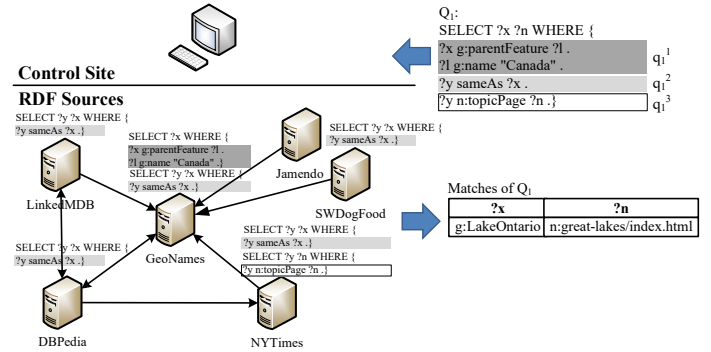 Q1:
SELECT ?x ?n WHERE {
?x g:parentFeature ?l .
?l g:name "Canada" .
q1^1
?y sameAs ?x .
q1^2
?y n:topicPage ?n .}
q1^3
Control Site
RDF Sources
SELECT ?y ?x WHERE {
?y sameAs ?x .}
LinkedMDB
SELECT ?x WHERE {
?x g:parentFeature ?l .
?l g:name "Canada" .}
SELECT ?y ?x WHERE {
?y sameAs ?x .}
GeoNames
SELECT ?y ?x WHERE {
?y sameAs ?x .}
Jamendo
SWDogFood
SELECT ?y ?x WHERE {
?y sameAs ?x .}
DBPedia
SELECT ?y ?x WHERE {
?y sameAs ?x .}
SELECT ?y ?n WHERE {
?y n:topicPage ?n .}
NYTimes
Matches of Q1
?x ?n
g:LakeOntario n:great-lakes/index.html